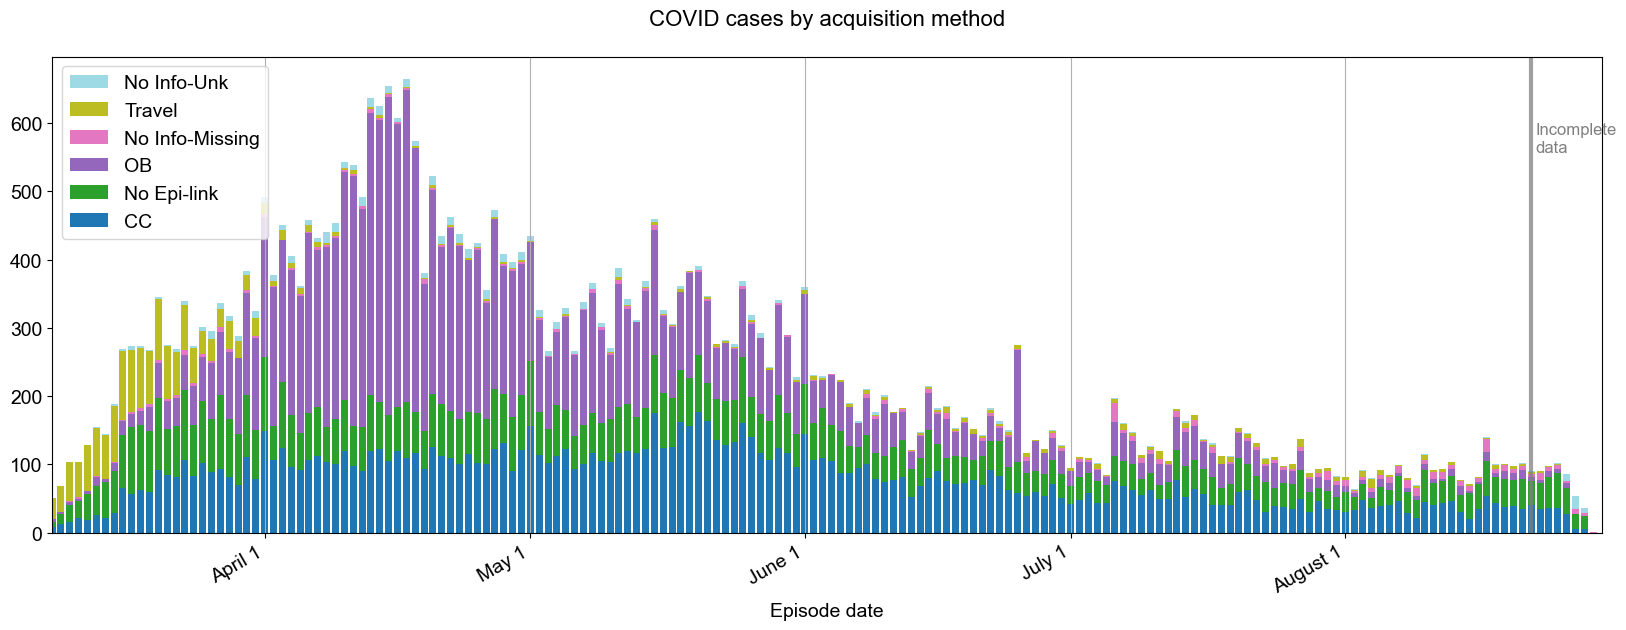 COVID cases by acquisition method
No Info-Unk
Travel
No Info-Missing
OB
No Epi-link
CC
600
500
400
300
200
100
0
Incomplete
data
April 1
May 1
June 1
July 1
August 1
Episode date